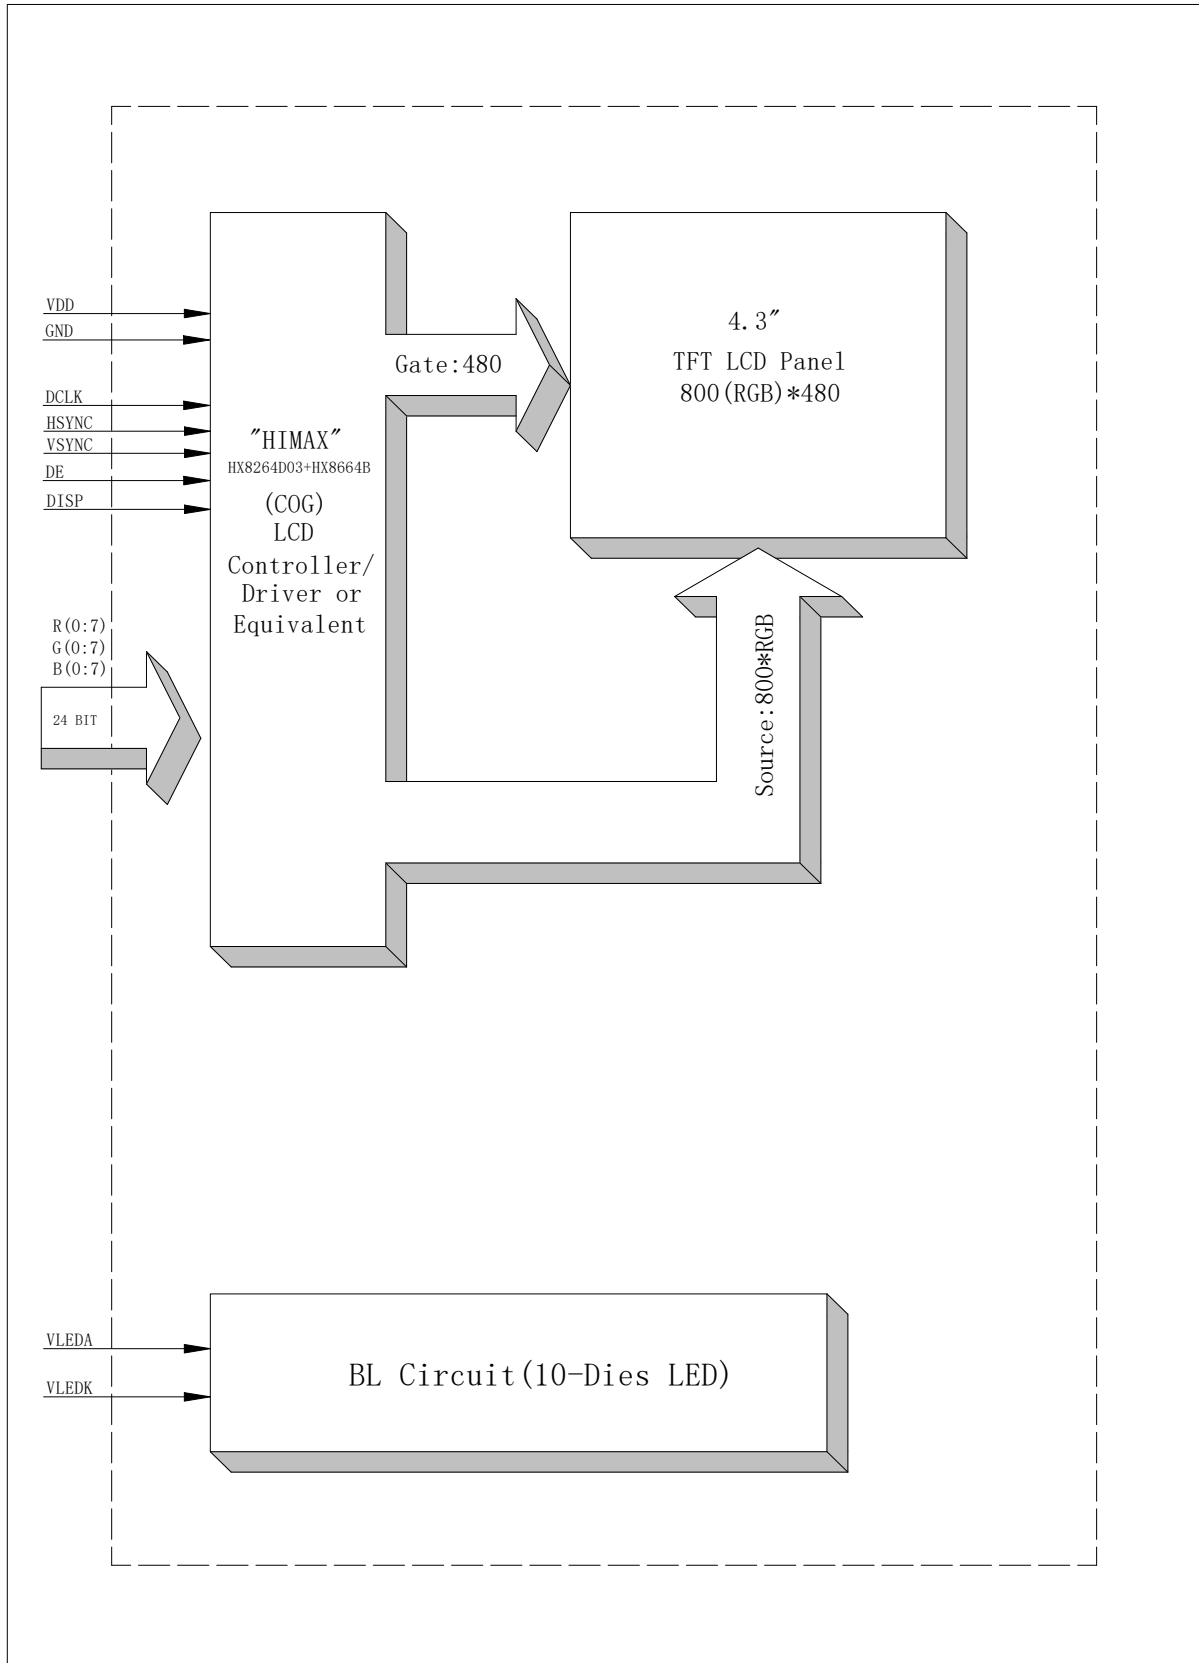 VDD
GND
DCLK
HSYNC
VSYNC
DE
DISP
R(0:7)
G(0:7)
B(0:7)
24 BIT
"HIMAX"
HX8264D03+HX8664B
(COG)
LCD
Controller/
Driver or
Equivalent
Gate:480
4.3"
TFT LCD Panel
800(RGB)*480
Source:800*RGB
VLEDA
VLEDK
BL Circuit(10-Dies LED)